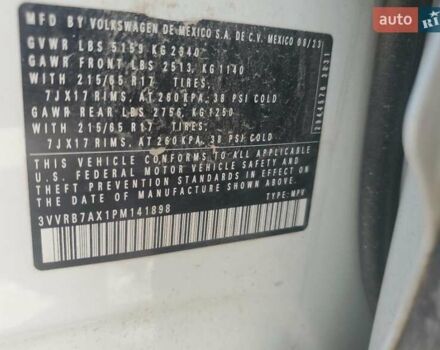 MFD. BY VOLKSWAGEN DE MEXICO S.A. DE C.V. MEXICO 08/23
GVWR LBS 5159 KG 2340
GAWR FRONT LBS 2513, KG 1140
WITH 215/65 R17 TIRES,
7JX17 RIMS, AT 260 KPA, 38 PSI COLD
GAWR REAR LBS 2756, KG 1250
WITH 215/65 R17 TIRES,
7JX17 RIMS, AT 260 KPA, 38 PSI COLD
THIS VEHICLE CONFORMS TO ALL APPLICABLE
U.S. FEDERAL MOTOR VEHICLE SAFETY AND
THEFT PREVENTION STANDARDS IN EFFECT ON
THE DATE OF MANUFACTURE SHOWN ABOVE.
3VVRB7AX1PM141898 TYPE: MPV
auto
RIA